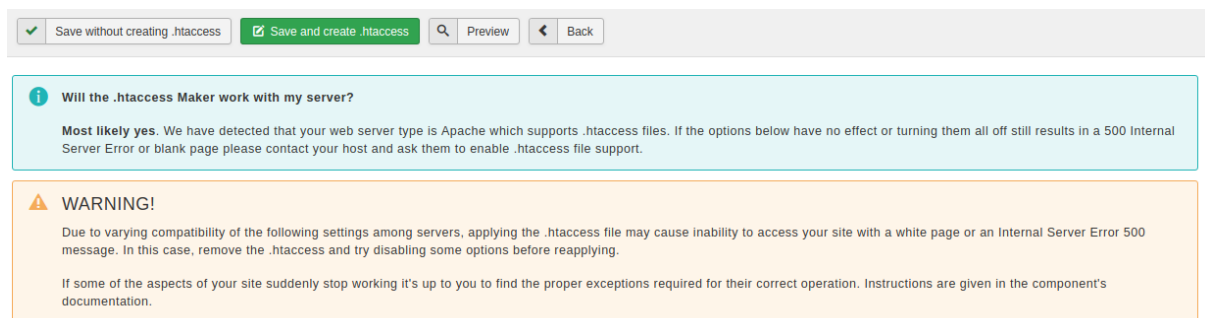 Save without creating .htaccess Save and create .htaccess Preview Back
Will the .htaccess Maker work with my server?
Most likely yes. We have detected that your web server type is Apache which supports .htaccess files. If the options below have no effect or turning them all off still results in a 500 Internal
Server Error or blank page please contact your host and ask them to enable .htaccess file support.
WARNING!
Due to varying compatibility of the following settings among servers, applying the .htaccess file may cause inability to access your site with a white page or an Internal Server Error 500
message. In this case, remove the .htaccess and try disabling some options before reapplying.
If some of the aspects of your site suddenly stop working it's up to you to find the proper exceptions required for their correct operation. Instructions are given in the component's
documentation.